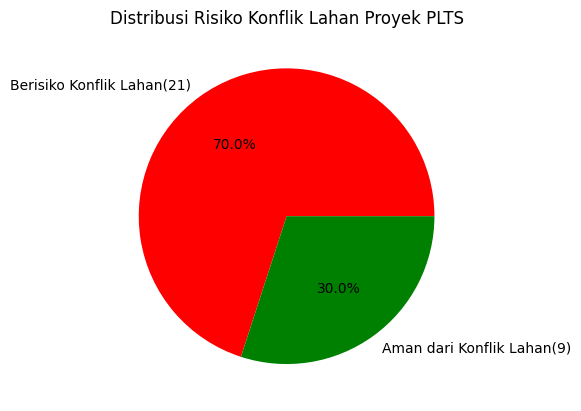 Distribusi Risiko Konflik Lahan Proyek PLTS
Berisiko Konflik Lahan(21)
70.0%
30.0%
Aman dari Konflik Lahan(9)